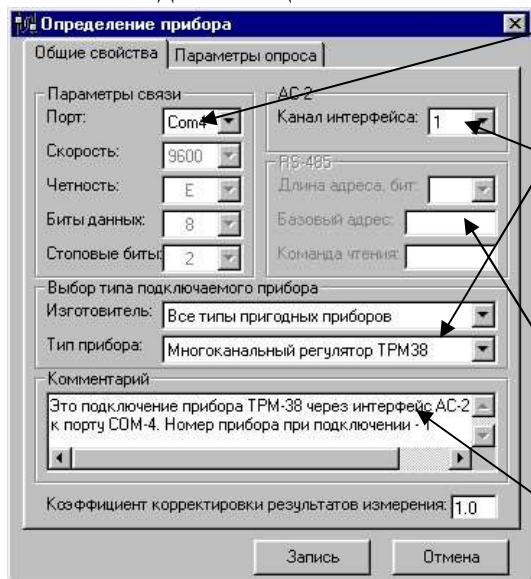 Определение прибора
Общие свойства Параметры опроса
Параметры связи
Порт: Com4
Скорость: 9600
Четность: E
Биты данных: 8
Стоповые биты: 2
AC-2
Канал интерфейса: 1
RS-485
Длина адреса, бит:
Базовый адрес:
Команда чтения:
Выбор типа подключаемого прибора
Изготовитель: Все типы пригодных приборов
Тип прибора: Многоканальный регулятор ТРМ38
Комментарий
Это подключение прибора ТРМ-38 через интерфейс АС-2
к порту COM-4. Номер прибора при подключении - 1
Коэффициент корректировки результатов измерения: 1.0
Запись Отмена